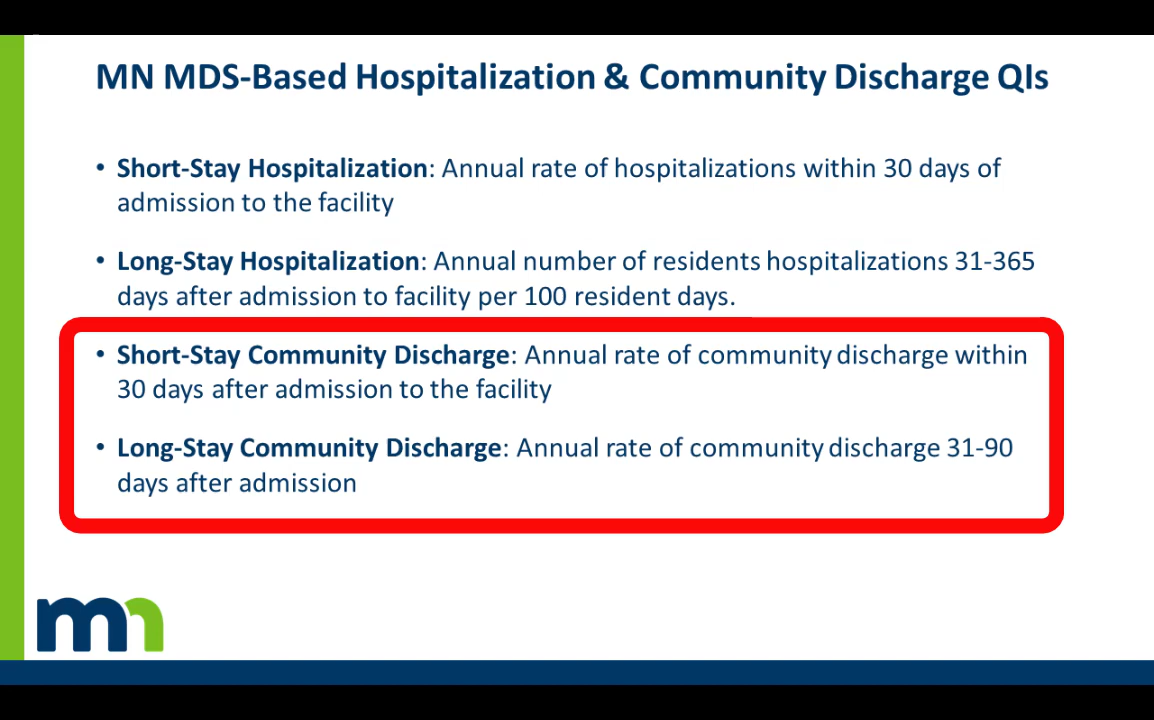 MN MDS-Based Hospitalization & Community Discharge QIs
• Short-Stay Hospitalization: Annual rate of hospitalizations within 30 days of
admission to the facility
• Long-Stay Hospitalization: Annual number of residents hospitalizations 31-365
days after admission to facility per 100 resident days.
• Short-Stay Community Discharge: Annual rate of community discharge within
30 days after admission to the facility
• Long-Stay Community Discharge: Annual rate of community discharge 31-90
days after admission
mn